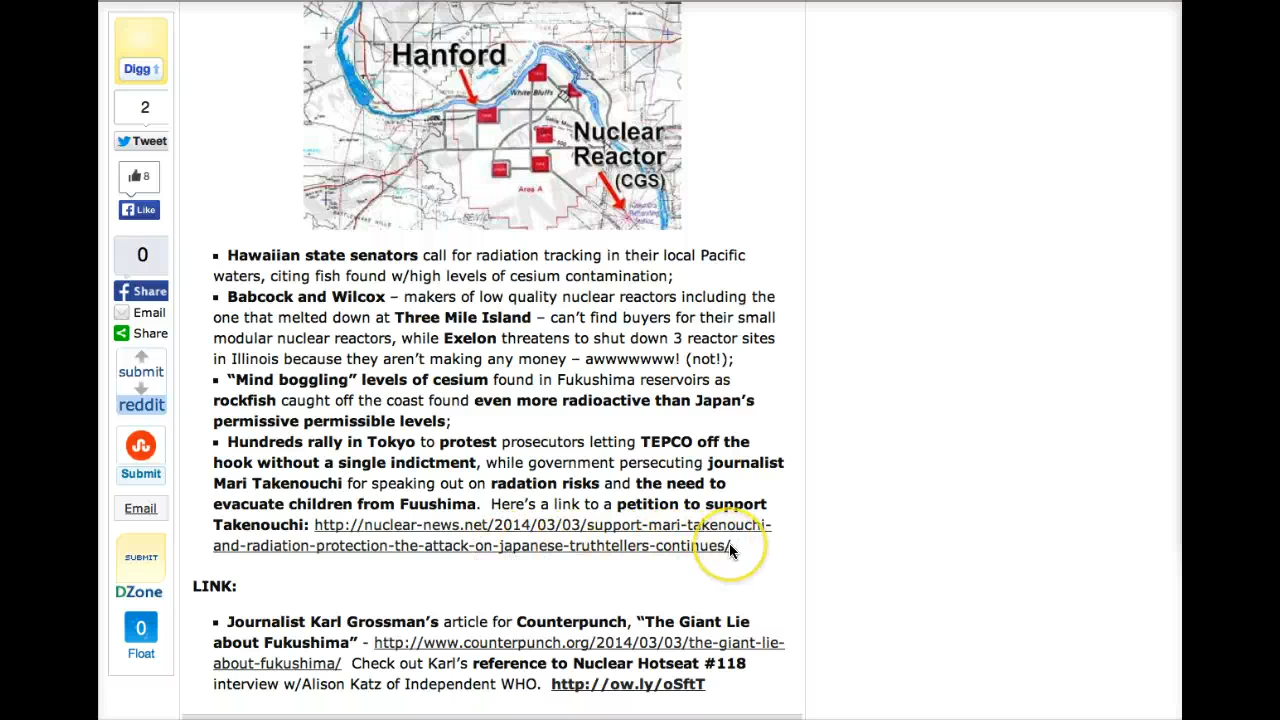 Digg
2
Tweet
8
Like
0
Share
Email
Share
submit
reddit
Submit
Email
SUBMIT
DZone
0
Float
Hanford
White Bluffs
Nuclear
Reactor
(CGS)
Area A
▪ Hawaiian state senators call for radiation tracking in their local Pacific
waters, citing fish found w/high levels of cesium contamination;
▪ Babcock and Wilcox – makers of low quality nuclear reactors including the
one that melted down at Three Mile Island – can’t find buyers for their small
modular nuclear reactors, while Exelon threatens to shut down 3 reactor sites
in Illinois because they aren’t making any money – awwwwwww! (not!);
▪ “Mind boggling” levels of cesium found in Fukushima reservoirs as
rockfish caught off the coast found even more radioactive than Japan’s
permissive permissible levels;
▪ Hundreds rally in Tokyo to protest prosecutors letting TEPCO off the
hook without a single indictment, while government persecuting journalist
Mari Takenouchi for speaking out on radation risks and the need to
evacuate children from Fuushima. Here’s a link to a petition to support
Takenouchi: http://nuclear-news.net/2014/03/03/support-mari-takenouchi-
and-radiation-protection-the-attack-on-japanese-truthtellers-continues/
LINK:
▪ Journalist Karl Grossman’s article for Counterpunch, “The Giant Lie
about Fukushima” - http://www.counterpunch.org/2014/03/03/the-giant-lie-
about-fukushima/ Check out Karl’s reference to Nuclear Hotseat #118
interview w/Alison Katz of Independent WHO. http://ow.ly/oSftT